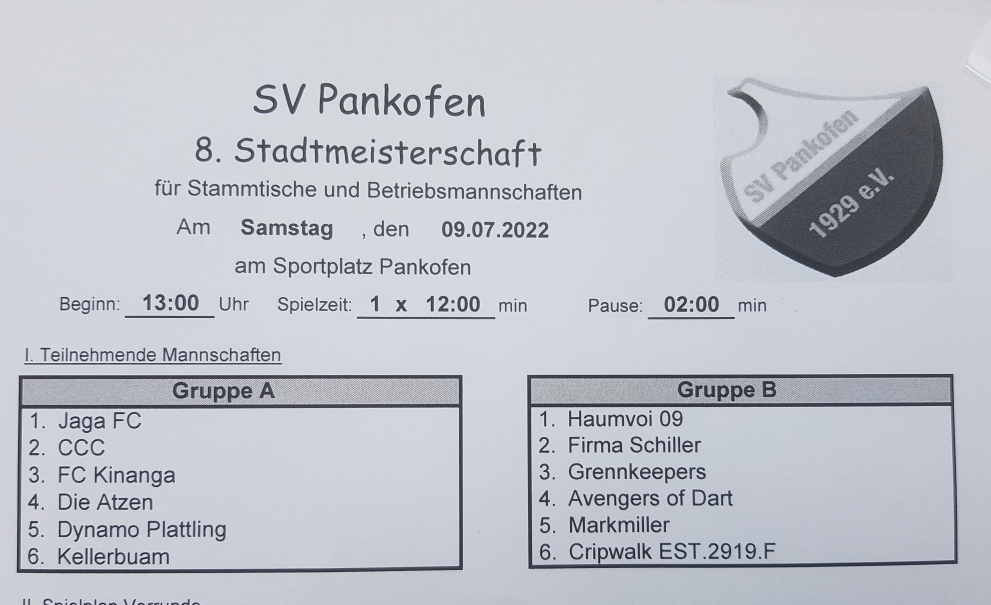 SV Pankofen
8. Stadtmeisterschaft
für Stammtische und Betriebsmannschaften
Am Samstag , den 09.07.2022
am Sportplatz Pankofen
SV Pankofen
1929 e.V.
Beginn: 13:00 Uhr Spielzeit: 1 x 12:00 min Pause: 02:00 min
I. Teilnehmende Mannschaften
Gruppe A
1. Jaga FC
2. CCC
3. FC Kinanga
4. Die Atzen
5. Dynamo Plattling
6. Kellerbuam
Gruppe B
1. Haumvoi 09
2. Firma Schiller
3. Grennkeepers
4. Avengers of Dart
5. Markmiller
6. Cripwalk EST.2919.F
II. Spielplan Vorrunde